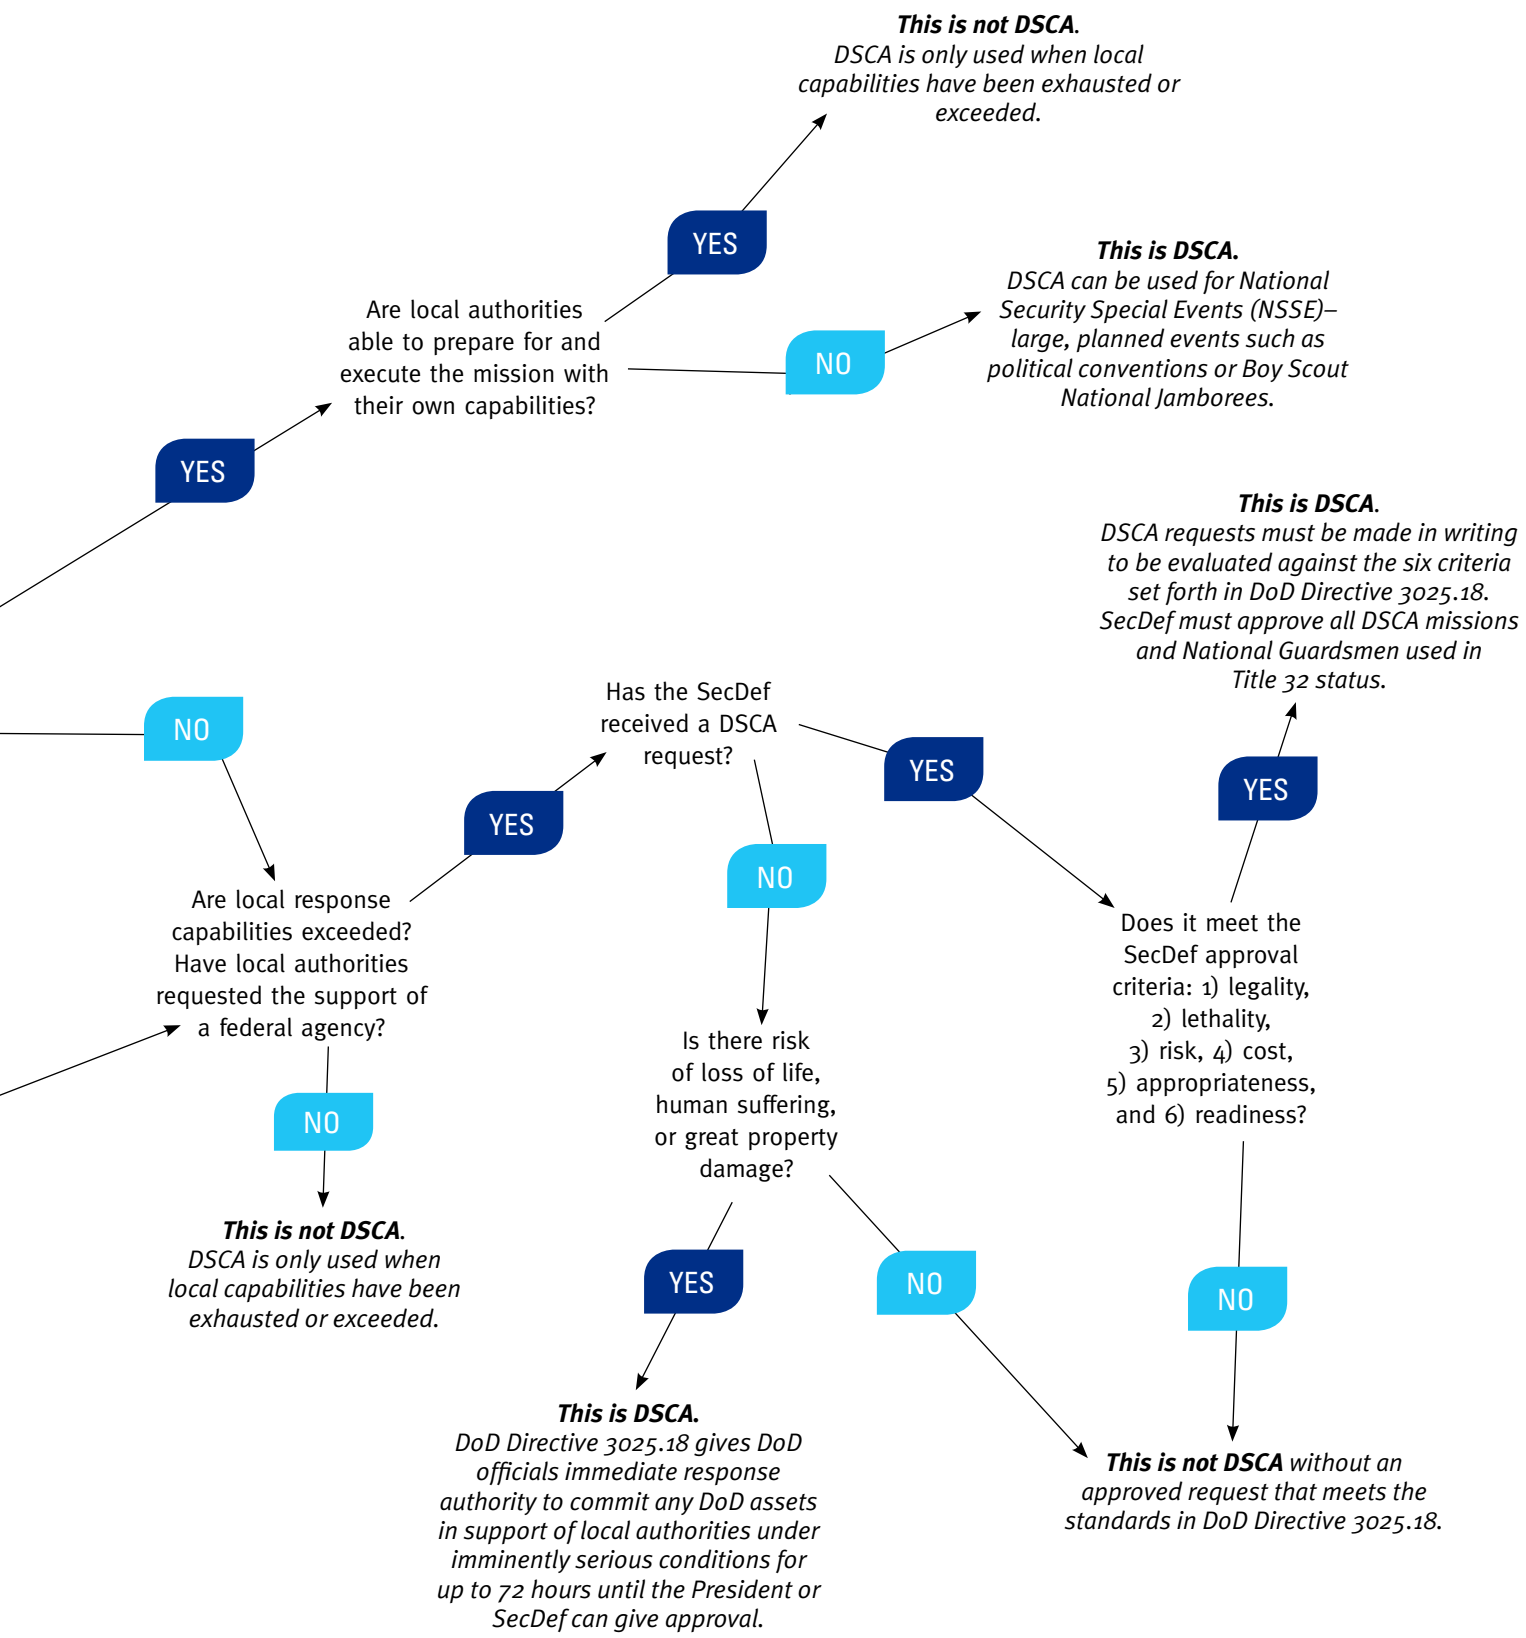 This is not DSCA.
DSCA is only used when local
capabilities have been exhausted or
exceeded.
YES
This is DSCA.
DSCA can be used for National
Security Special Events (NSSE)–
large, planned events such as
political conventions or Boy Scout
National Jamborees.
NO
Are local authorities
able to prepare for and
execute the mission with
their own capabilities?
YES
This is DSCA.
DSCA requests must be made in writing
to be evaluated against the six criteria
set forth in DoD Directive 3025.18.
SecDef must approve all DSCA missions
and National Guardsmen used in
Title 32 status.
NO
Has the SecDef
received a DSCA
request?
YES
YES
YES
NO
Are local response
capabilities exceeded?
Have local authorities
requested the support of
a federal agency?
Does it meet the
SecDef approval
criteria: 1) legality,
2) lethality,
3) risk, 4) cost,
5) appropriateness,
and 6) readiness?
Is there risk
of loss of life,
human suffering,
or great property
damage?
NO
This is not DSCA.
DSCA is only used when
local capabilities have been
exhausted or exceeded.
YES
NO
NO
This is DSCA.
DoD Directive 3025.18 gives DoD
officials immediate response
authority to commit any DoD assets
in support of local authorities under
imminently serious conditions for
up to 72 hours until the President or
SecDef can give approval.
This is not DSCA without an
approved request that meets the
standards in DoD Directive 3025.18.